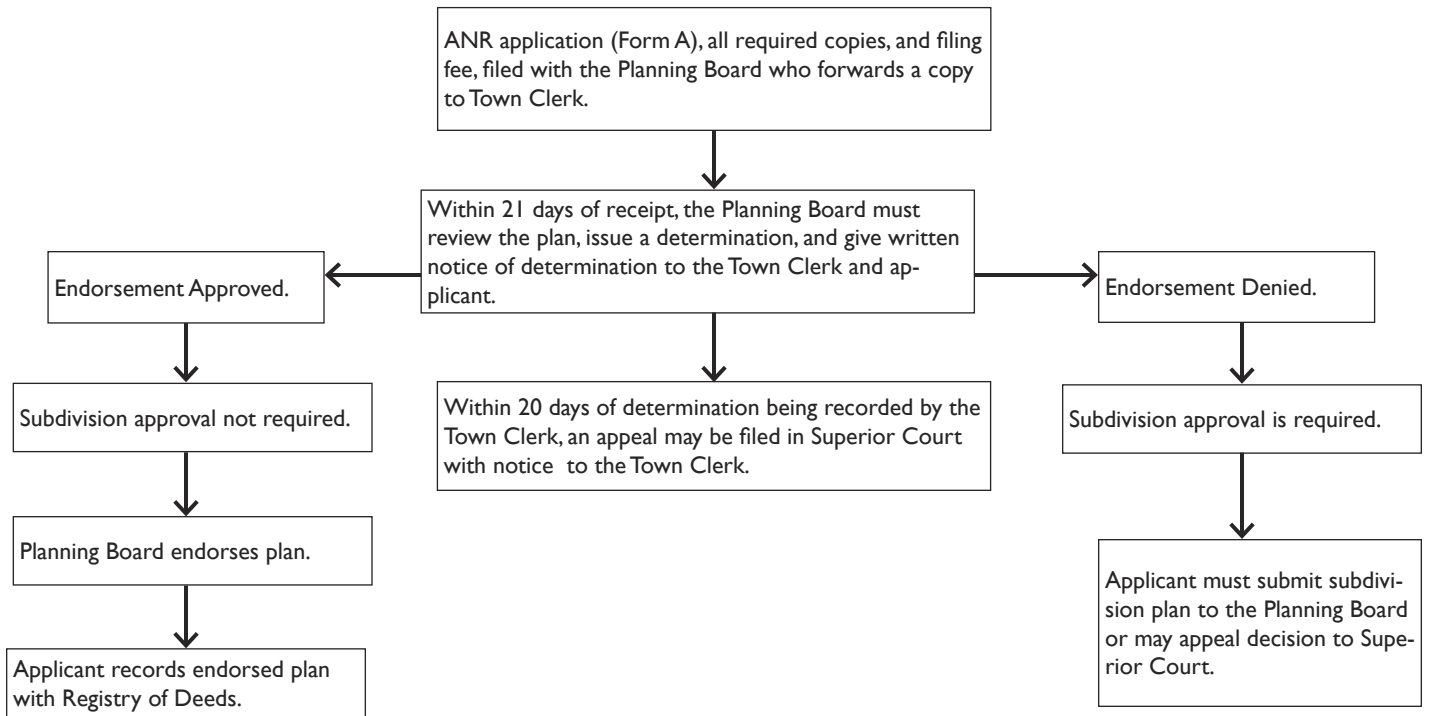 ANR application (Form A), all required copies, and filing
fee, filed with the Planning Board who forwards a copy
to Town Clerk.
Within 21 days of receipt, the Planning Board must
review the plan, issue a determination, and give written
notice of determination to the Town Clerk and ap-
plicant.
Endorsement Approved.
Endorsement Denied.
Subdivision approval not required.
Within 20 days of determination being recorded by the
Town Clerk, an appeal may be filed in Superior Court
with notice to the Town Clerk.
Subdivision approval is required.
Planning Board endorses plan.
Applicant must submit subdivi-
sion plan to the Planning Board
or may appeal decision to Supe-
rior Court.
Applicant records endorsed plan
with Registry of Deeds.